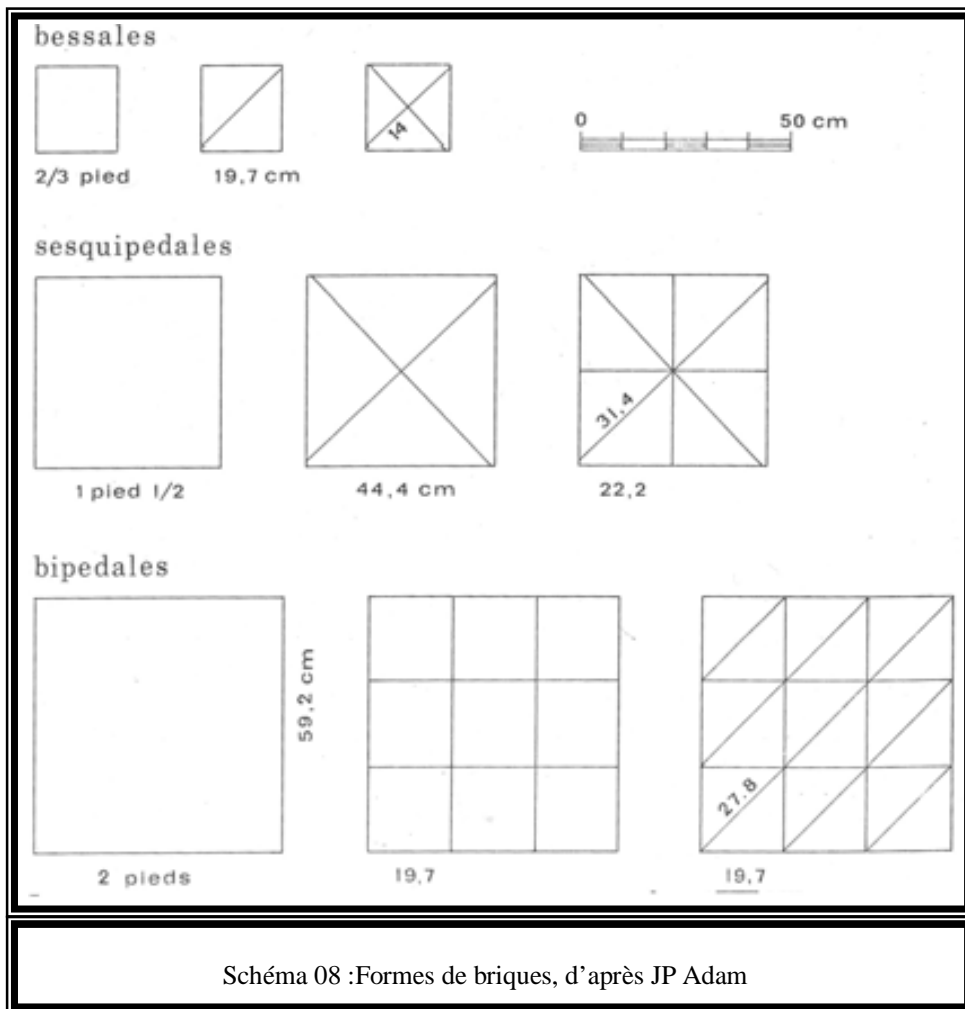 bessales
2/3 pied
19,7 cm
14
0 50 cm
sesquipedales
1 pied 1/2
44,4 cm
31,4
22,2
bipedales
2 pieds
59,2 cm
19,7
27.8
19,7
Schéma 08 :Formes de briques, d’après JP Adam